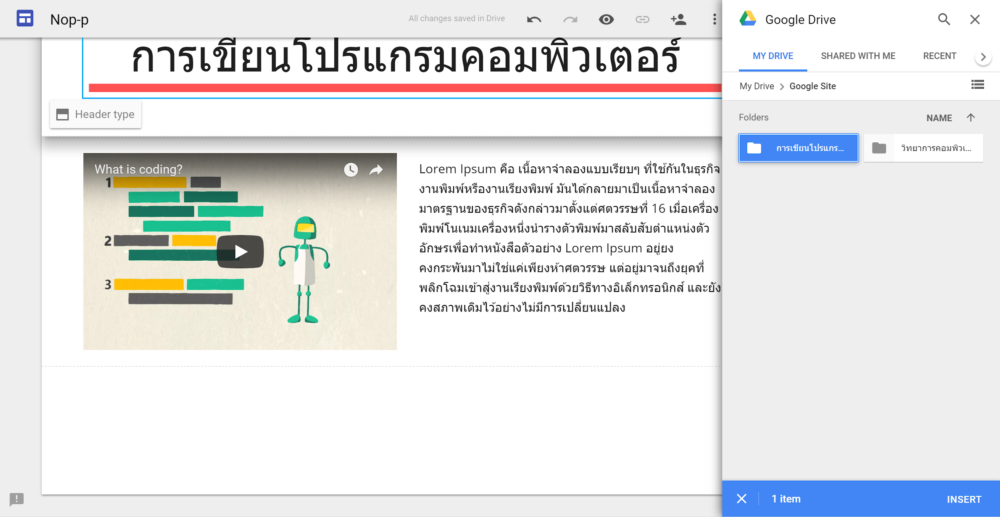 Nop-p
All changes saved in Drive
การเขียนโปรแกรมคอมพิวเตอร์
Header type
What is coding?
1
2
3
Lorem Ipsum คือ เนื้อหาจำลองแบบเรียบๆ ที่ใช้กันในธุรกิจ
งานพิมพ์หรืองานเรียงพิมพ์ มันได้กลายมาเป็นเนื้อหาจำลอง
มาตรฐานของธุรกิจดังกล่าวมาตั้งแต่ศตวรรษที่ 16 เมื่อเครื่อง
พิมพ์โนเนมเครื่องหนึ่งนำรางตัวพิมพ์มาสลับสับตำแหน่งตัว
อักษรเพื่อทำหนังสือตัวอย่าง Lorem Ipsum อยู่ยง
คงกระพันมาไม่ใช่แค่เพียงห้าศตวรรษ แต่อยู่มาจนถึงยุคที่
พลิกโฉมเข้าสู่งานเรียงพิมพ์ด้วยวิธีทางอิเล็กทรอนิกส์ และยัง
คงสภาพเดิมไว้อย่างไม่มีการเปลี่ยนแปลง
Google Drive
MY DRIVE SHARED WITH ME RECENT
My Drive > Google Site
Folders NAME
การเขียนโปรแกร... วิทยาการคอมพิวเ...
1 item INSERT